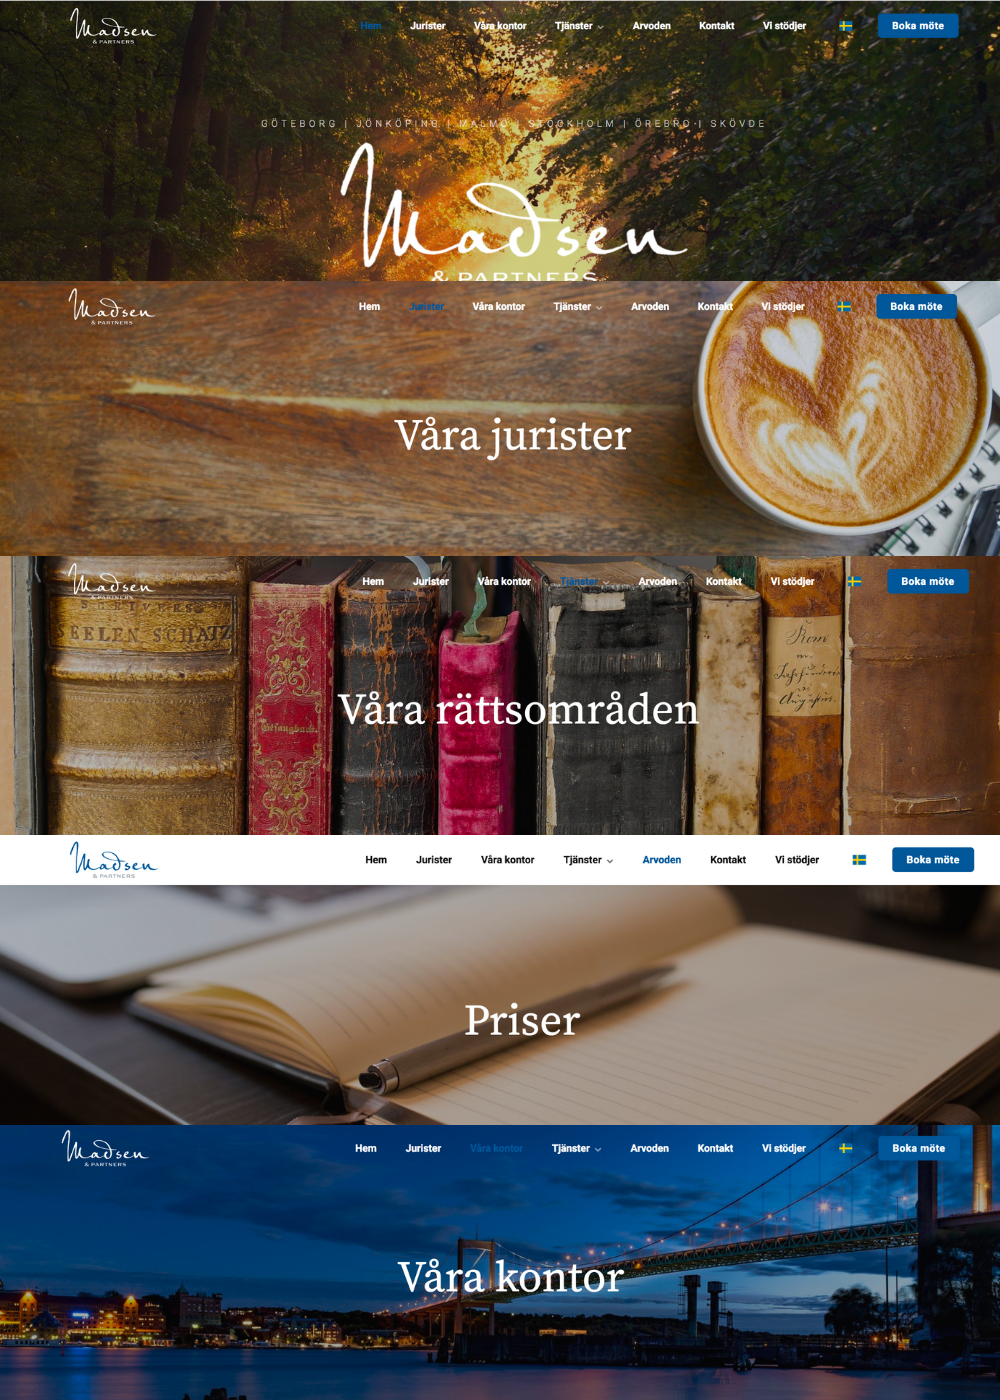 Madsen
& PARTNERS
Hem Jurister Våra kontor Tjänster Arvoden Kontakt Vi stödjer Boka möte
GÖTEBORG | JÖNKÖPING | MALMÖ | STOCKHOLM | ÖREBRO | SKÖVDE
Madsen
& PARTNERS
Madsen
& PARTNERS
Hem Jurister Våra kontor Tjänster Arvoden Kontakt Vi stödjer Boka möte
Våra jurister
Madsen
& PARTNERS
Hem Jurister Våra kontor Tjänster Arvoden Kontakt Vi stödjer Boka möte
SCRIVERS
SEELEN SCHATZ
Gesangbuch.
Rom
Augustus.
Våra rättsområden
Madsen
& PARTNERS
Hem Jurister Våra kontor Tjänster Arvoden Kontakt Vi stödjer Boka möte
Priser
Madsen
& PARTNERS
Hem Jurister Våra kontor Tjänster Arvoden Kontakt Vi stödjer Boka möte
Våra kontor